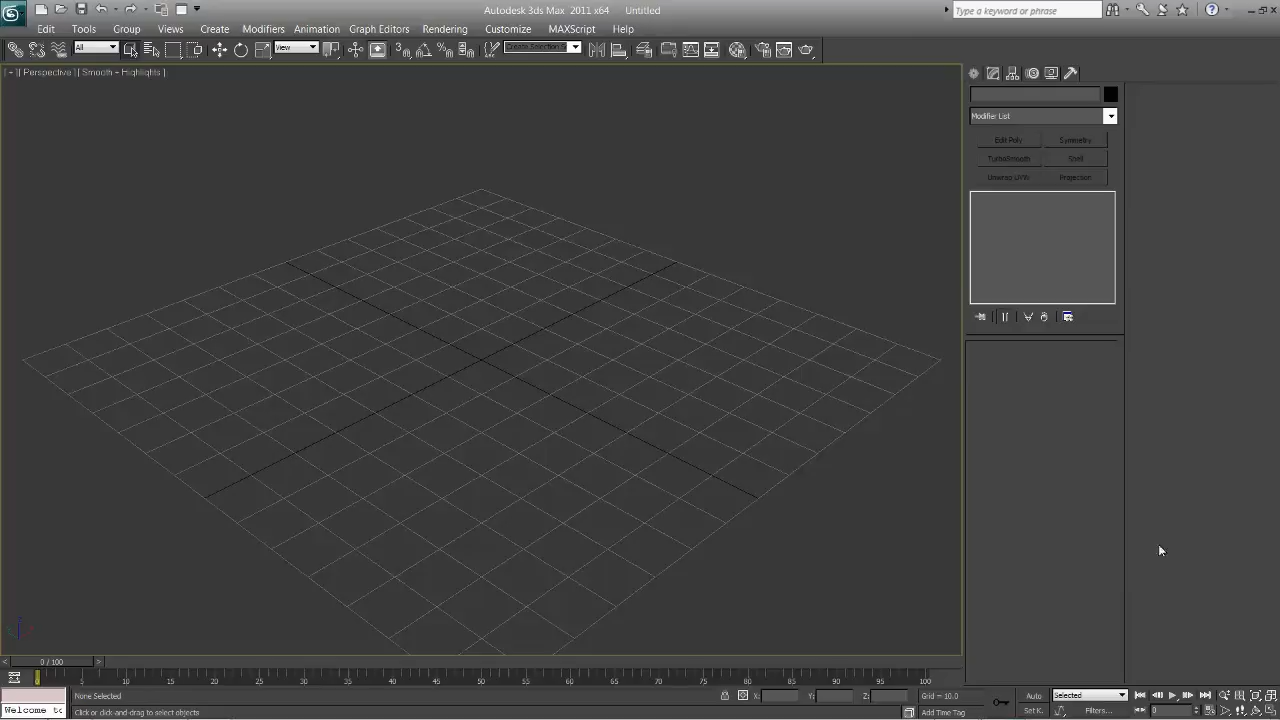 Autodesk 3ds Max 2011 x64 Untitled
Type a keyword or phrase
Edit Tools Group Views Create Modifiers Animation Graph Editors Rendering Customize MAXScript Help
All View Create Selection S
[ + ][ Perspective ][ Smooth + Highlights ]
Modifier List
Edit Poly Symmetry
TurboSmooth Shell
Unwrap UVW Projection
0 / 100
0 5 10 15 20 25 30 35 40 45 50 55 60 65 70 75 80 85 90 95 100
None Selected X: Y: Z: Grid = 10.0 Auto Selected
Welcome to Click or click-and-drag to select objects Add Time Tag Set K. Filters... 0